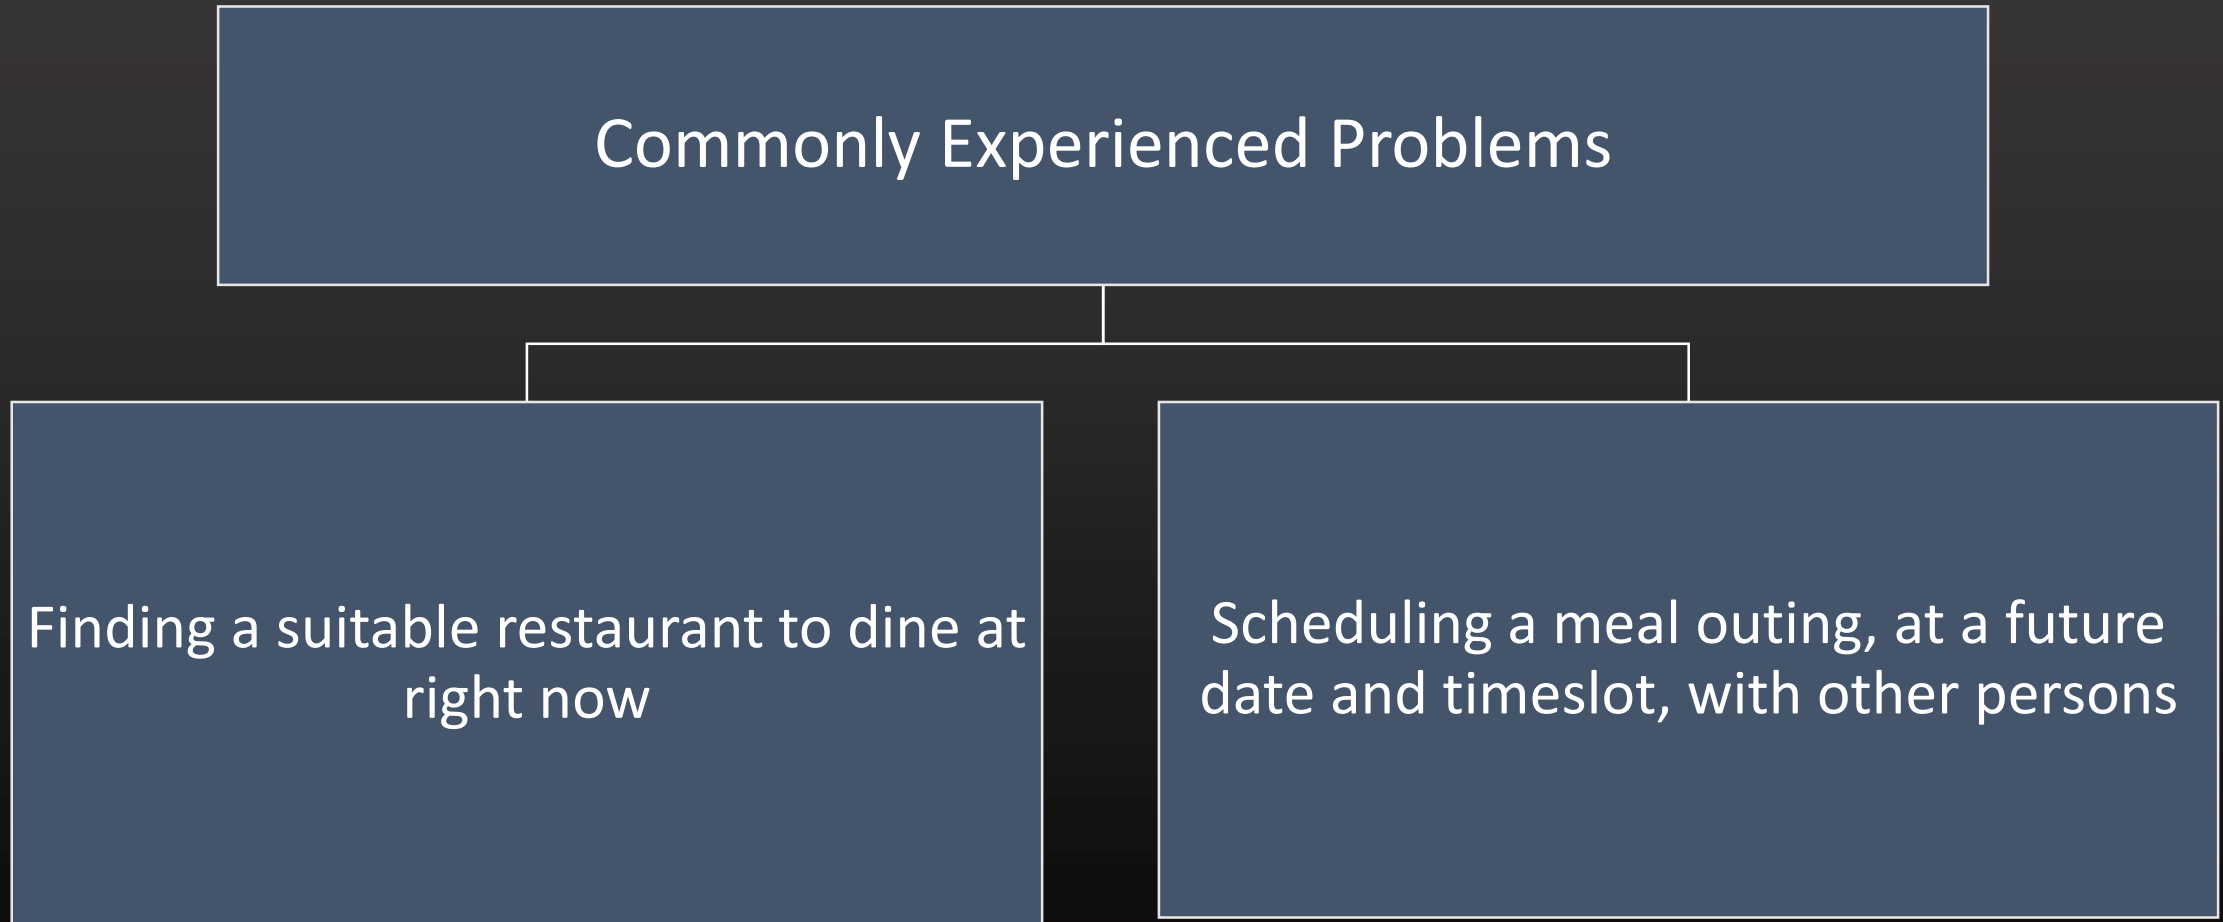 Commonly Experienced Problems
Finding a suitable restaurant to dine at
right now
Scheduling a meal outing, at a future
date and timeslot, with other persons